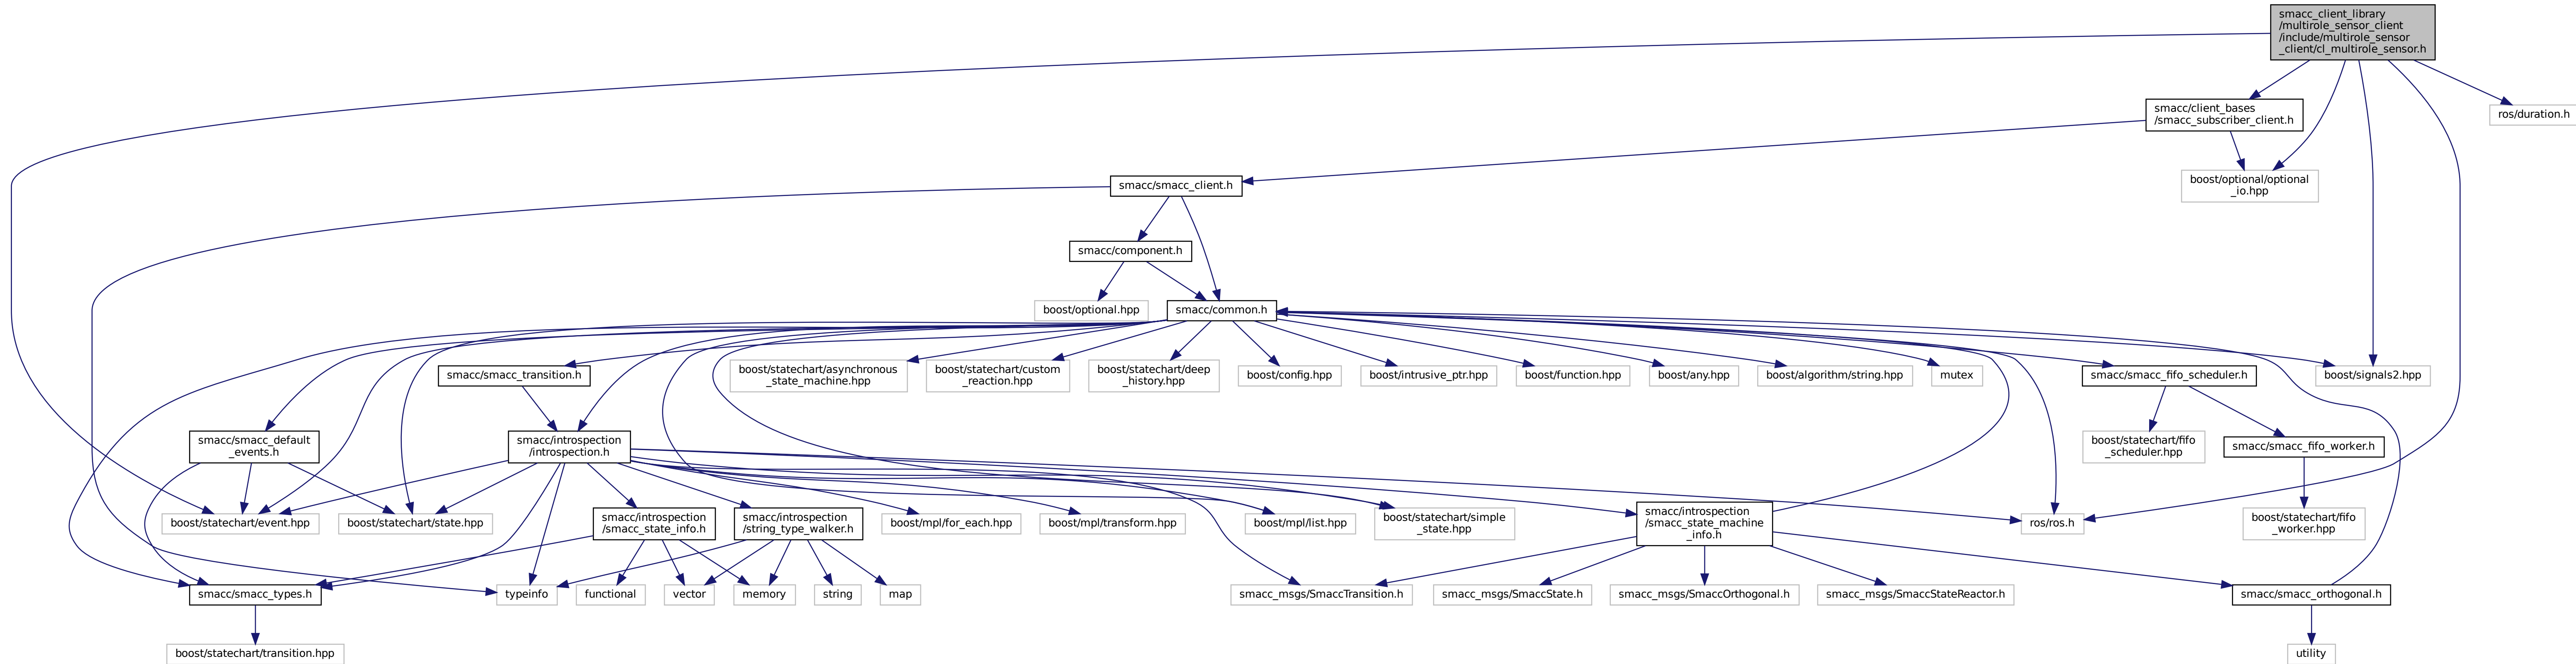 smacc_client_library
/multirole_sensor_client
/include/multirole_sensor
_client/cl_multirole_sensor.h
smacc/client_bases
/smacc_subscriber_client.h
ros/duration.h
smacc/smacc_client.h
boost/optional/optional
_io.hpp
smacc/component.h
boost/optional.hpp
smacc/common.h
smacc/smacc_transition.h
boost/statechart/asynchronous
_state_machine.hpp
boost/statechart/custom
_reaction.hpp
boost/statechart/deep
_history.hpp
boost/config.hpp
boost/intrusive_ptr.hpp
boost/function.hpp
boost/any.hpp
boost/algorithm/string.hpp
mutex
smacc/smacc_fifo_scheduler.h
boost/signals2.hpp
smacc/smacc_default
_events.h
smacc/introspection
/introspection.h
boost/statechart/fifo
_scheduler.hpp
smacc/smacc_fifo_worker.h
boost/statechart/event.hpp
boost/statechart/state.hpp
smacc/introspection
/smacc_state_info.h
smacc/introspection
/string_type_walker.h
boost/mpl/for_each.hpp
boost/mpl/transform.hpp
boost/mpl/list.hpp
boost/statechart/simple
_state.hpp
smacc/introspection
/smacc_state_machine
_info.h
ros/ros.h
boost/statechart/fifo
_worker.hpp
smacc/smacc_types.h
typeinfo
functional
vector
memory
string
map
smacc_msgs/SmaccTransition.h
smacc_msgs/SmaccState.h
smacc_msgs/SmaccOrthogonal.h
smacc_msgs/SmaccStateReactor.h
smacc/smacc_orthogonal.h
boost/statechart/transition.hpp
utility